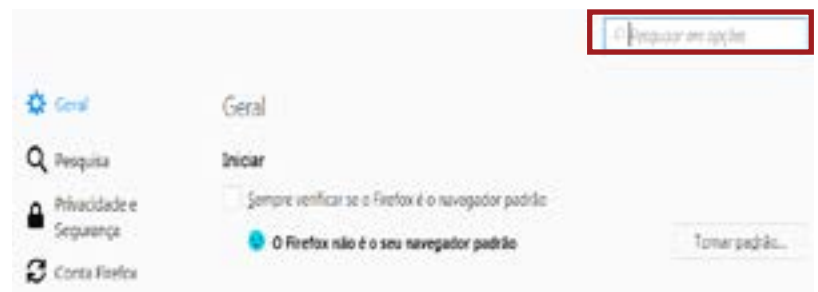 Pesquisar em opções
Geral
Geral
Pesquisa
Iniciar
Privacidade e
Segurança
Sempre verificar se o Firefox é o navegador padrão
O Firefox não é o seu navegador padrão
Tornar padrão...
Conta Firefox